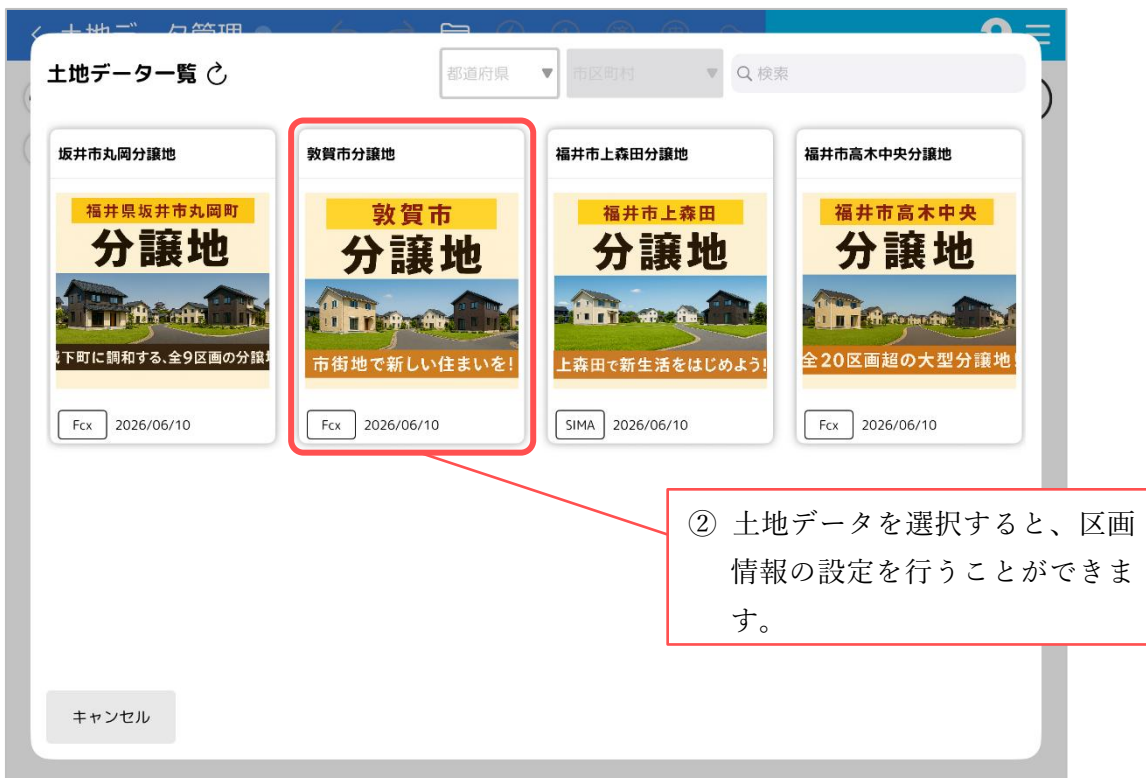 土地データ管理
土地データ一覧
都道府県 ▼
市区町村 ▼
検索
坂井市丸岡分譲地
福井県坂井市丸岡町
分譲地
下町に調和する、全9区画の分譲
Fcx 2026/06/10
敦賀市分譲地
敦賀市
分譲地
市街地で新しい住まいを!
Fcx 2026/06/10
福井市上森田分譲地
福井市上森田
分譲地
上森田で新生活をはじめよう!
SIMA 2026/06/10
福井市高木中央分譲地
福井市高木中央
分譲地
全20区画超の大型分譲地!
Fcx 2026/06/10
② 土地データを選択すると、区画
情報の設定を行うことができま
す。
キャンセル